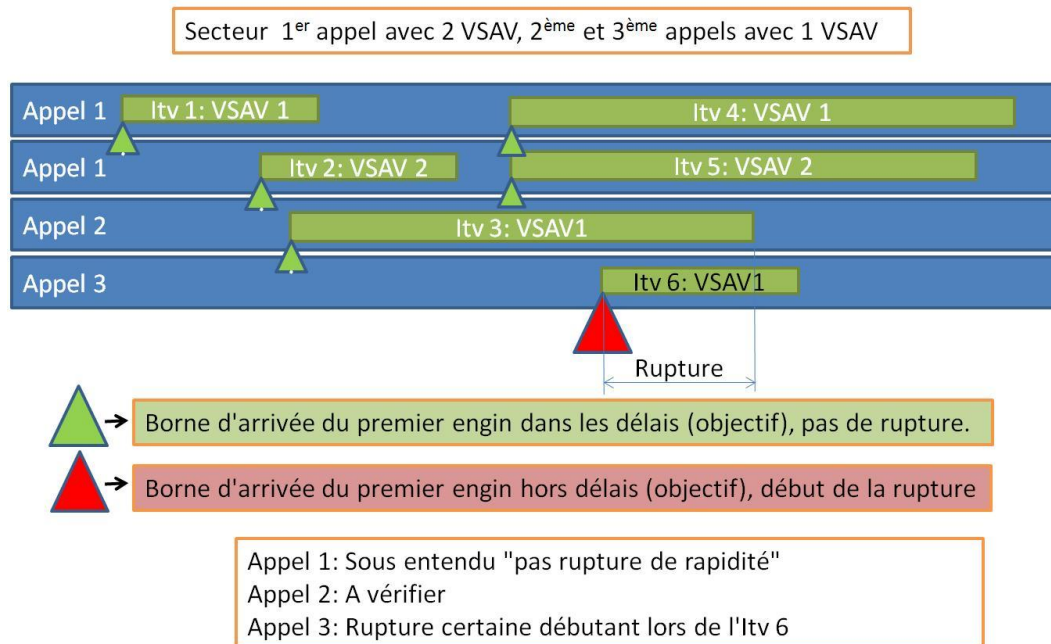 Secteur 1er appel avec 2 VSAV, 2ème et 3ème appels avec 1 VSAV
Appel 1
Itv 1: VSAV 1
Itv 4: VSAV 1
Appel 1
Itv 2: VSAV 2
Itv 5: VSAV 2
Appel 2
Itv 3: VSAV1
Appel 3
Itv 6: VSAV1
Rupture
Borne d'arrivée du premier engin dans les délais (objectif), pas de rupture.
Borne d'arrivée du premier engin hors délais (objectif), début de la rupture
Appel 1: Sous entendu "pas rupture de rapidité"
Appel 2: A vérifier
Appel 3: Rupture certaine débutant lors de l'Itv 6